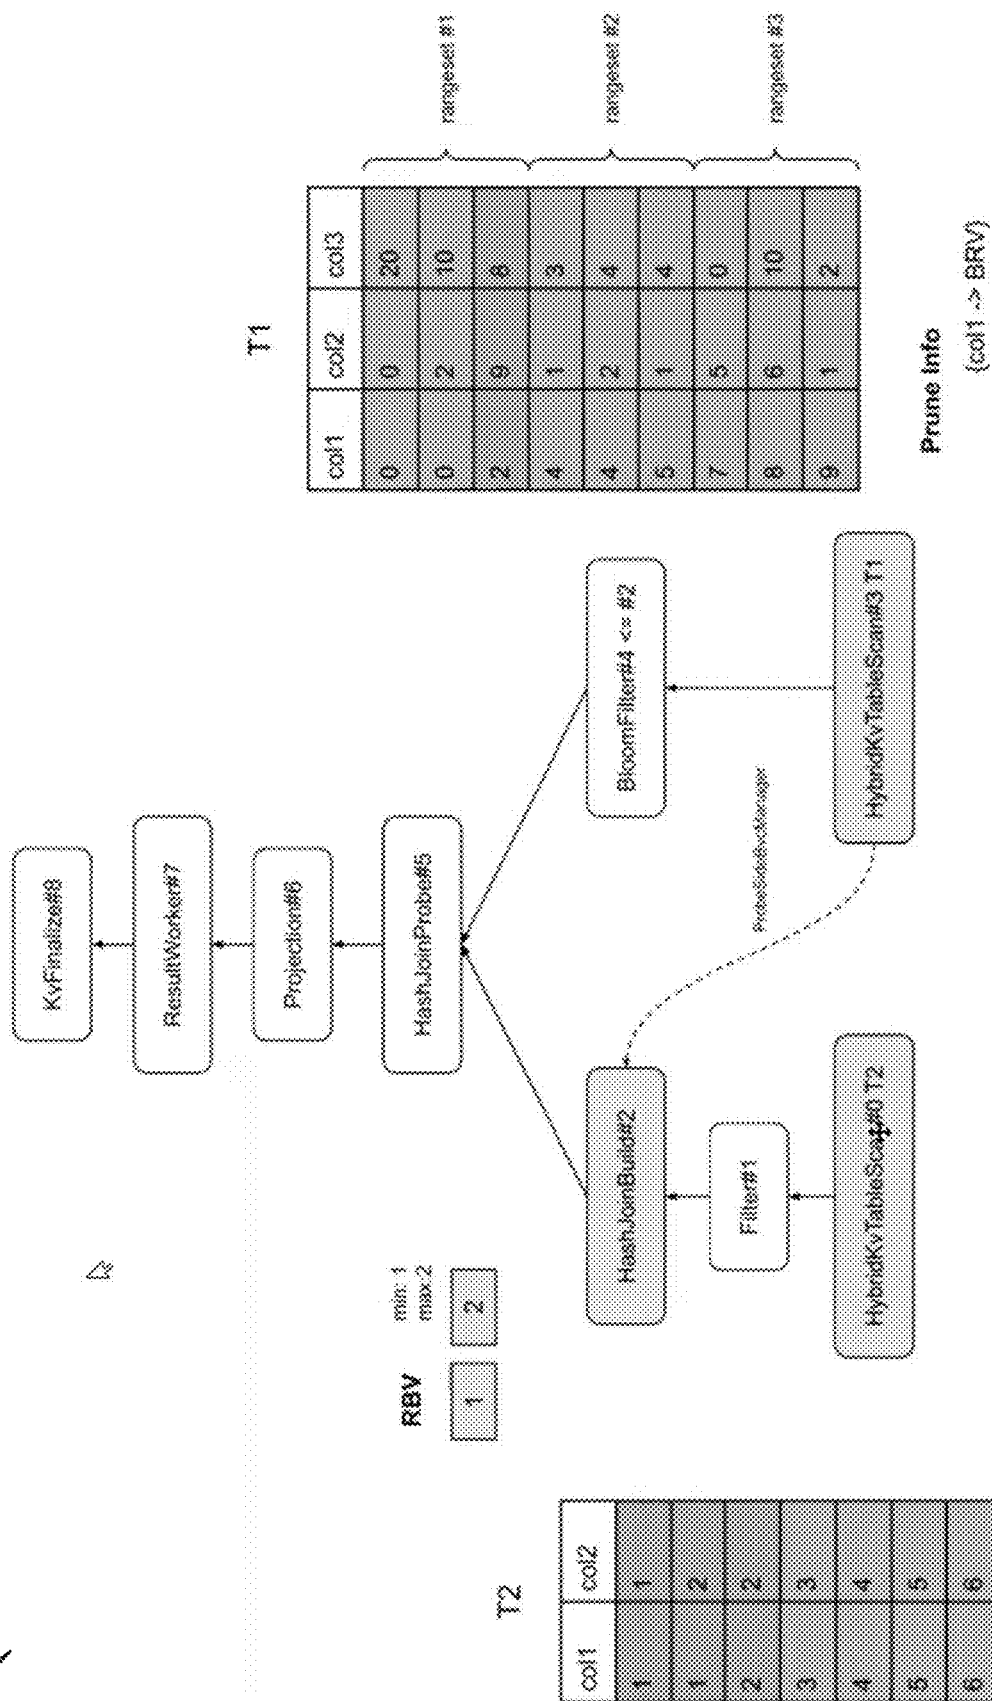 T2
col1 col2
1 1
1 2
2 2
3 3
4 4
5 5
6 6
RBV
min: 1
max:2
1 2
KvFinalize#8
ResultWorker#7
Projection#6
HashJoinProbe#5
HashJoinBuild#2
BloomFilter#4 <= #2
Filter#1
ProbeSideBvdManager
HybridKvTableScan#0 T2
HybridKvTableScan#3 T1
T1
col1 col2 col3
0 0 20
0 2 10
2 9 8
4 1 3
4 2 4
5 1 4
7 5 0
8 6 10
9 1 2
rangeset #1
rangeset #2
rangeset #3
Prune Info
{col1 -> BRV}